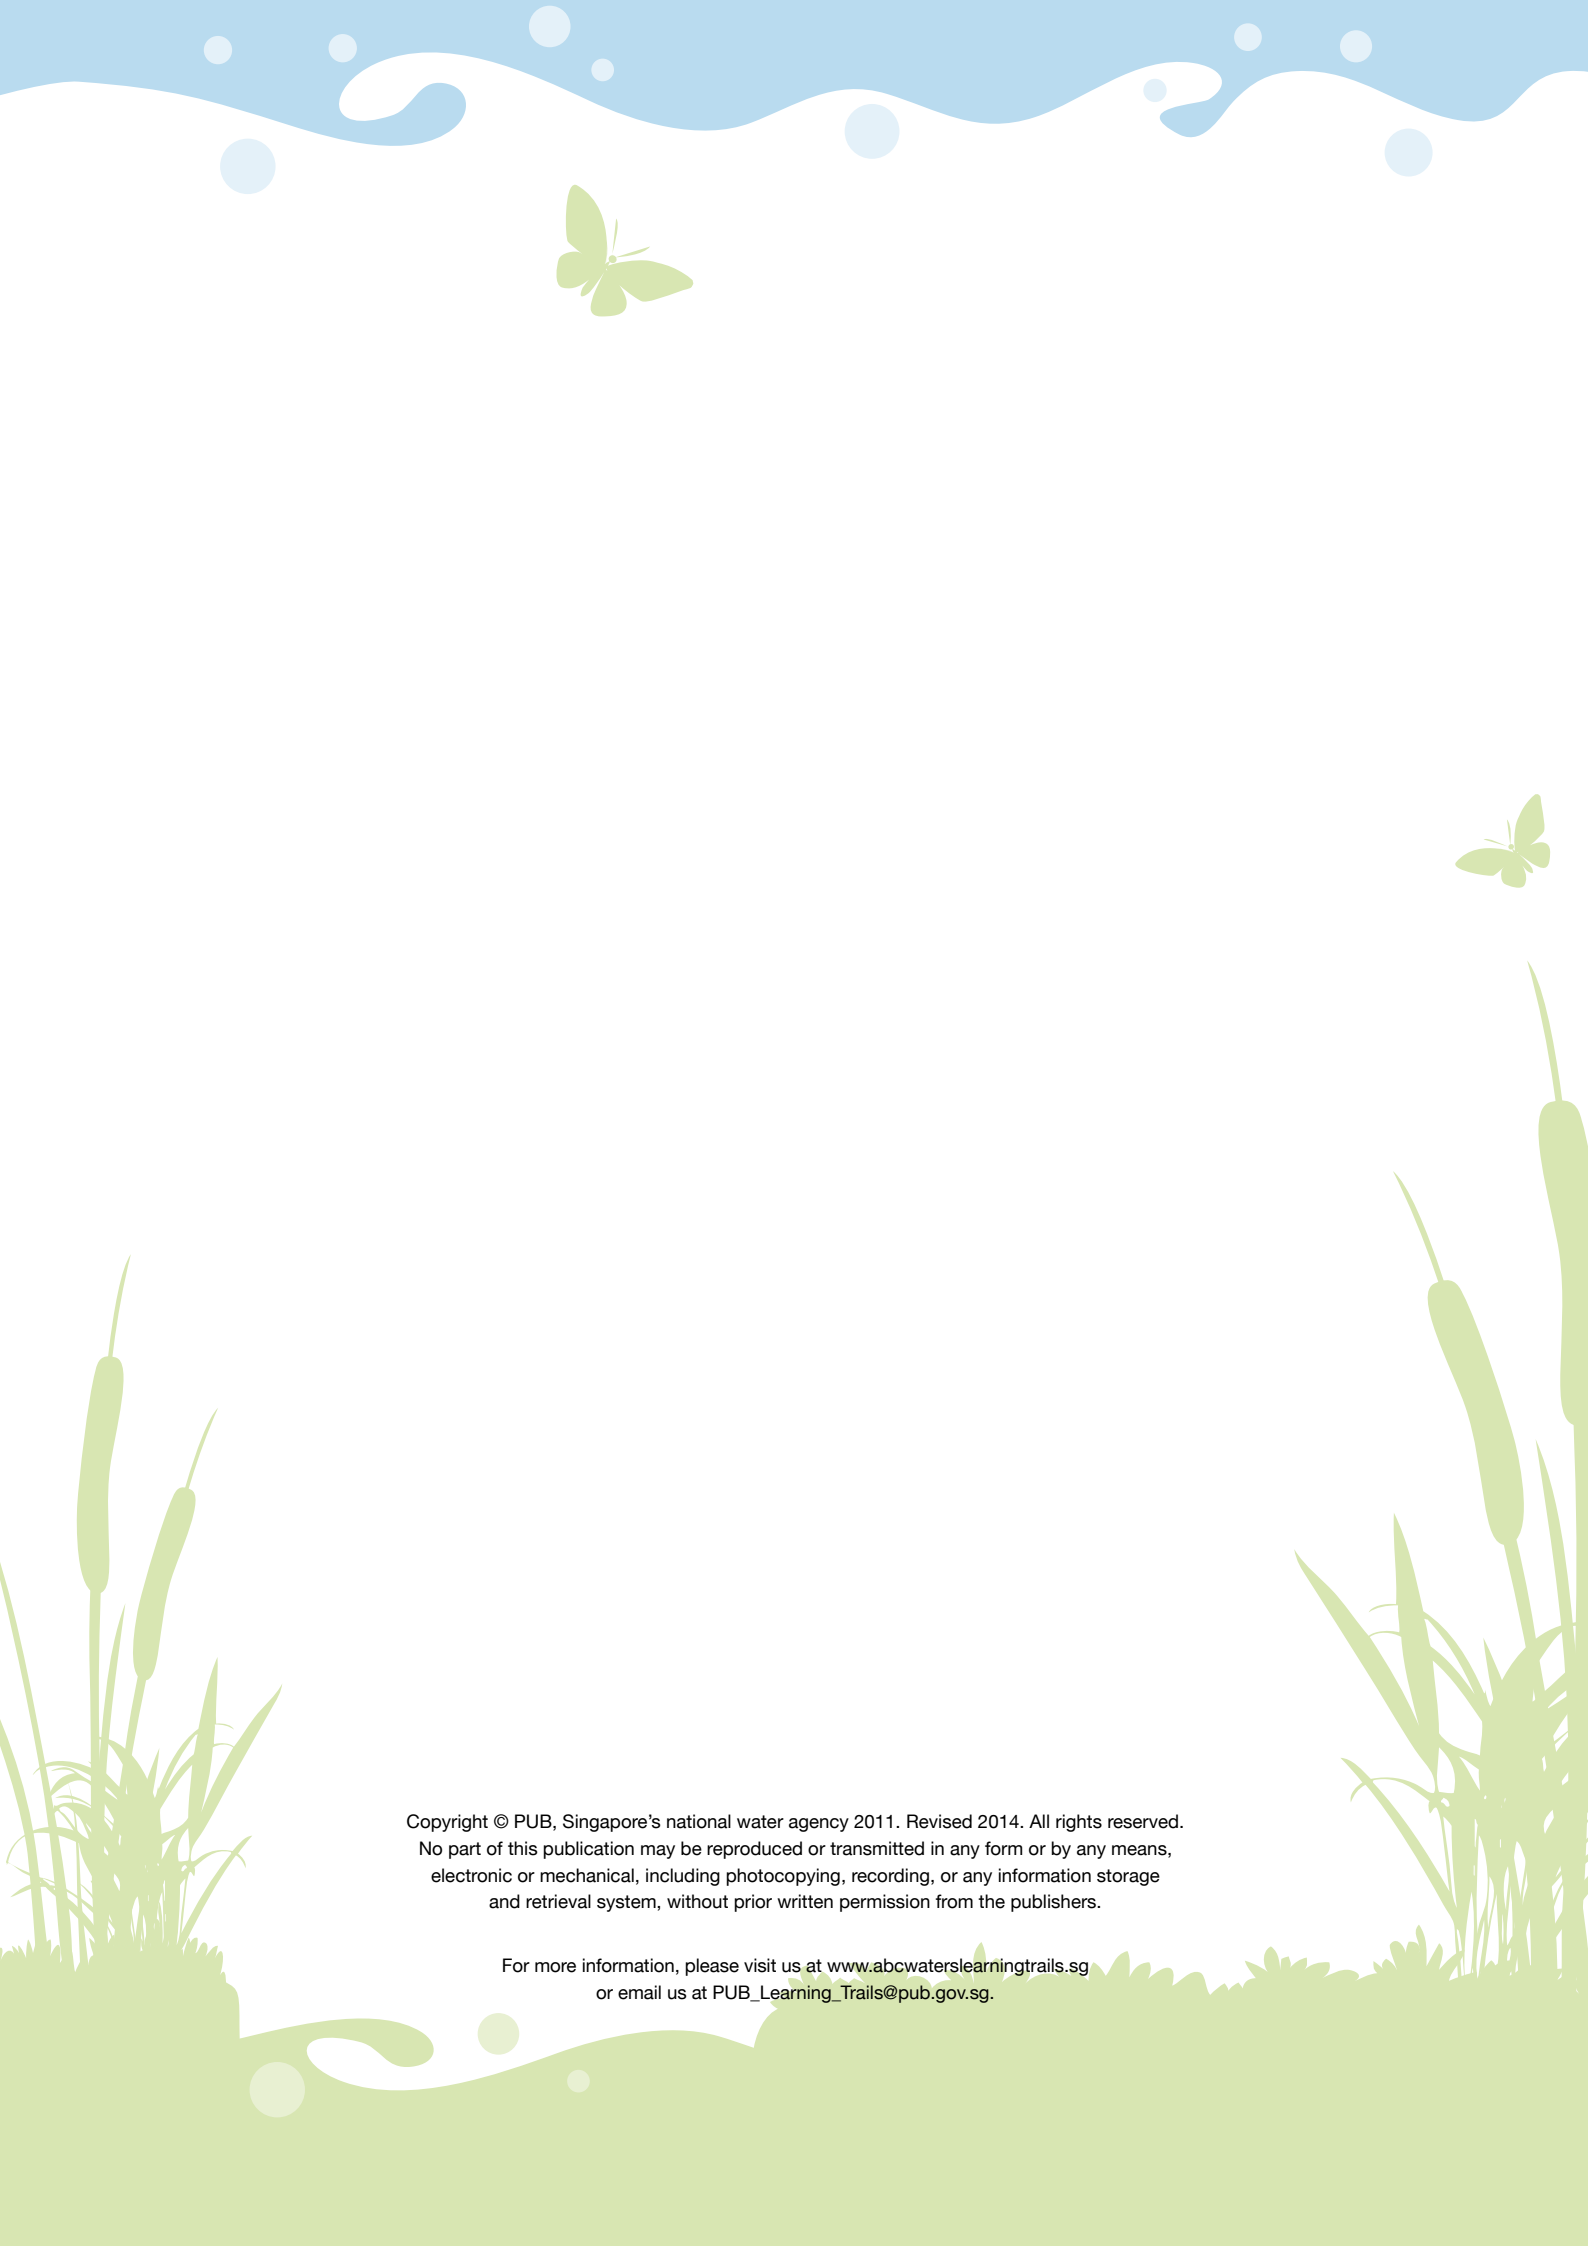 Copyright © PUB, Singapore’s national water agency 2011. Revised 2014. All rights reserved.
No part of this publication may be reproduced or transmitted in any form or by any means,
electronic or mechanical, including photocopying, recording, or any information storage
and retrieval system, without prior written permission from the publishers.
For more information, please visit us at www.abcwaterslearningtrails.sg
or email us at PUB_Learning_Trails@pub.gov.sg.